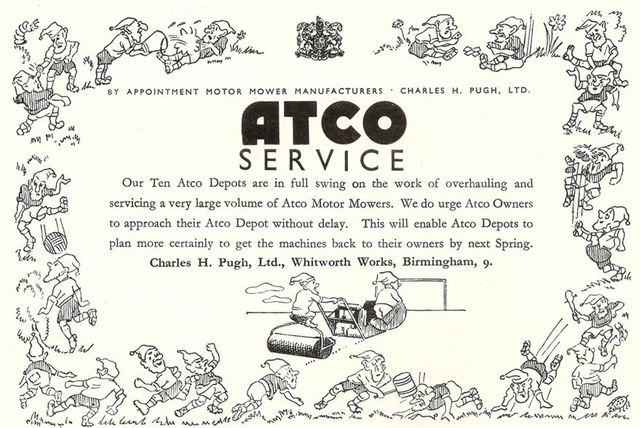 BY APPOINTMENT MOTOR MOWER MANUFACTURERS · CHARLES H. PUGH, LTD.
ATCO
SERVICE
Our Ten Atco Depots are in full swing on the work of overhauling and
servicing a very large volume of Atco Motor Mowers. We do urge Atco Owners
to approach their Atco Depot without delay. This will enable Atco Depots to
plan more certainly to get the machines back to their owners by next Spring.
Charles H. Pugh, Ltd., Whitworth Works, Birmingham, 9.